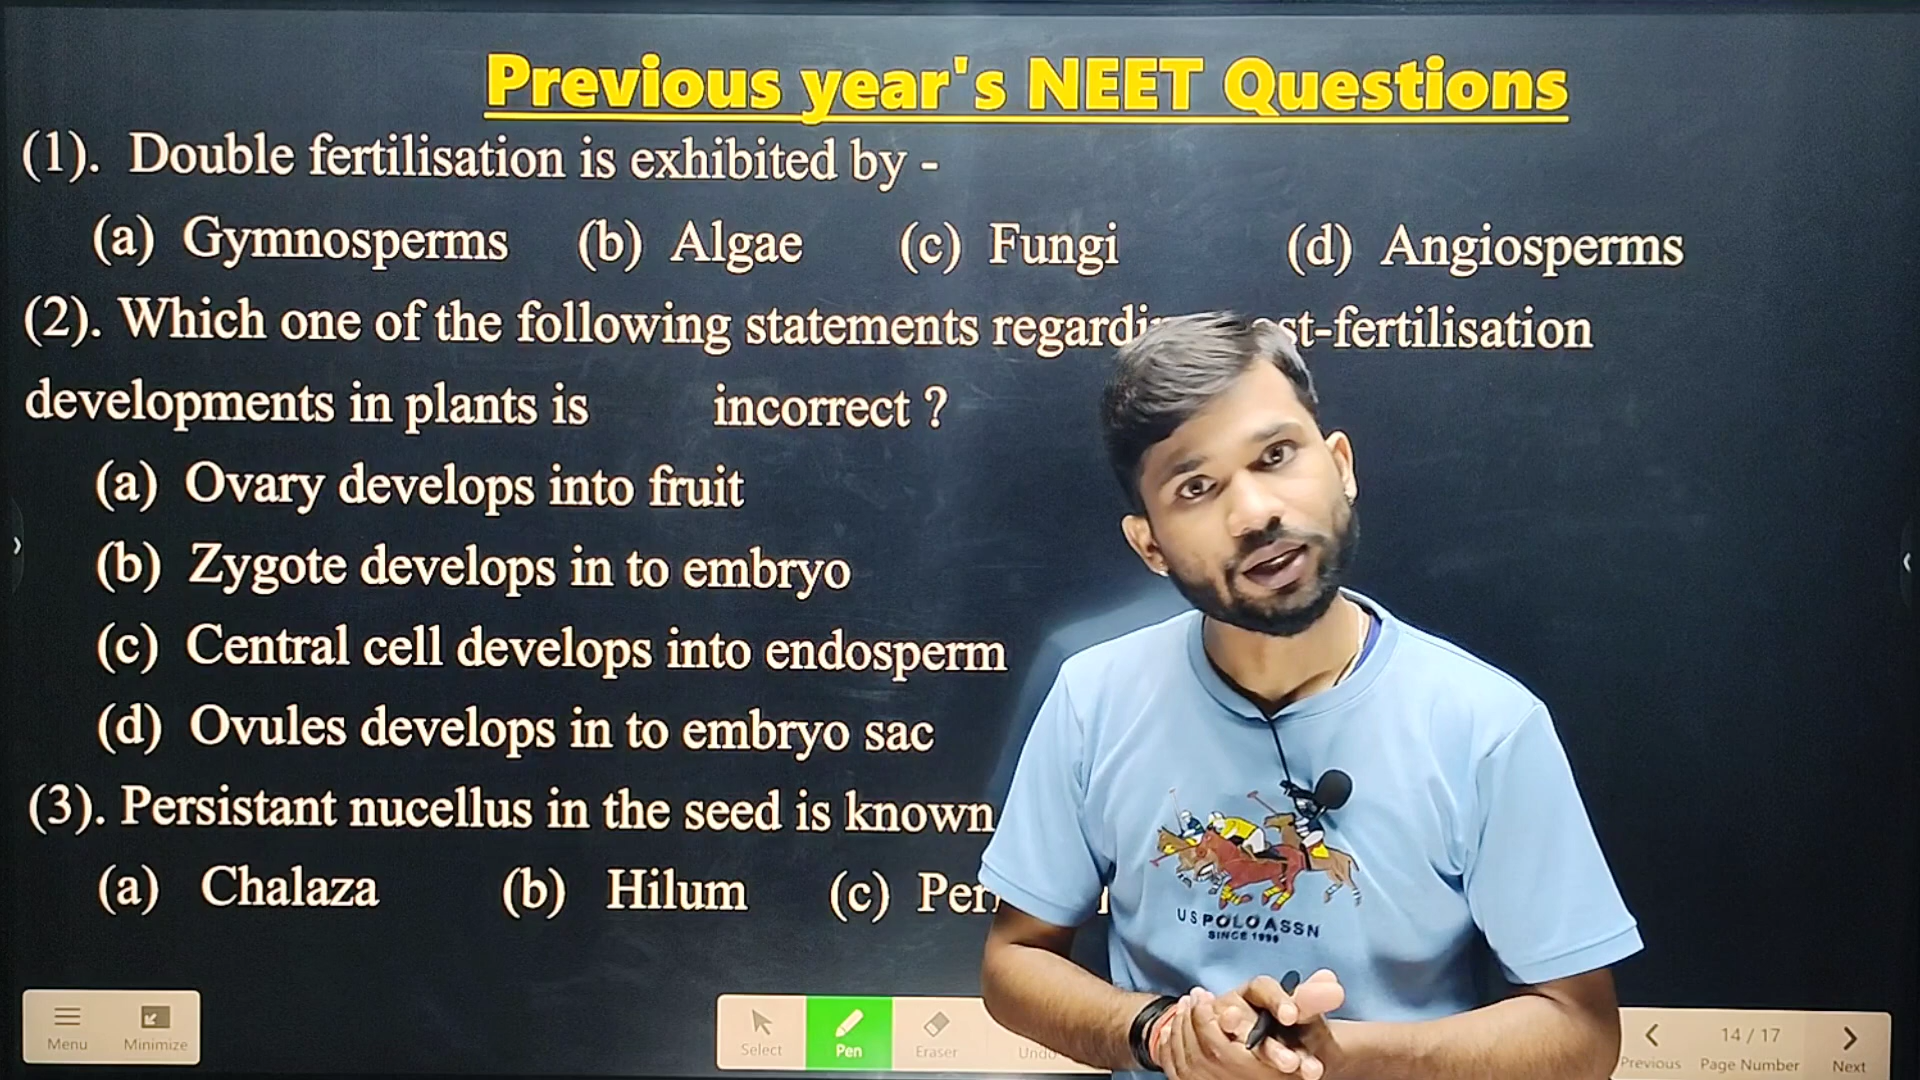 Previous year's NEET Questions
(1). Double fertilisation is exhibited by -
(a) Gymnosperms (b) Algae (c) Fungi (d) Angiosperms
(2). Which one of the following statements st-fertilisation
developments in plants is incorrect ?
(a) Ovary develops into fruit
(b) Zygote develops in to embryo
(c) Central cell develops into endosperm
(d) Ovules develops in to embryo sac
(3). Persistant nucellus in the seed is known
(a) Chalaza (b) Hilum (c)
US POLO ASSN
Menu Minimize Select Pen Eraser Undo
14 / 17
Previous Page Number Next